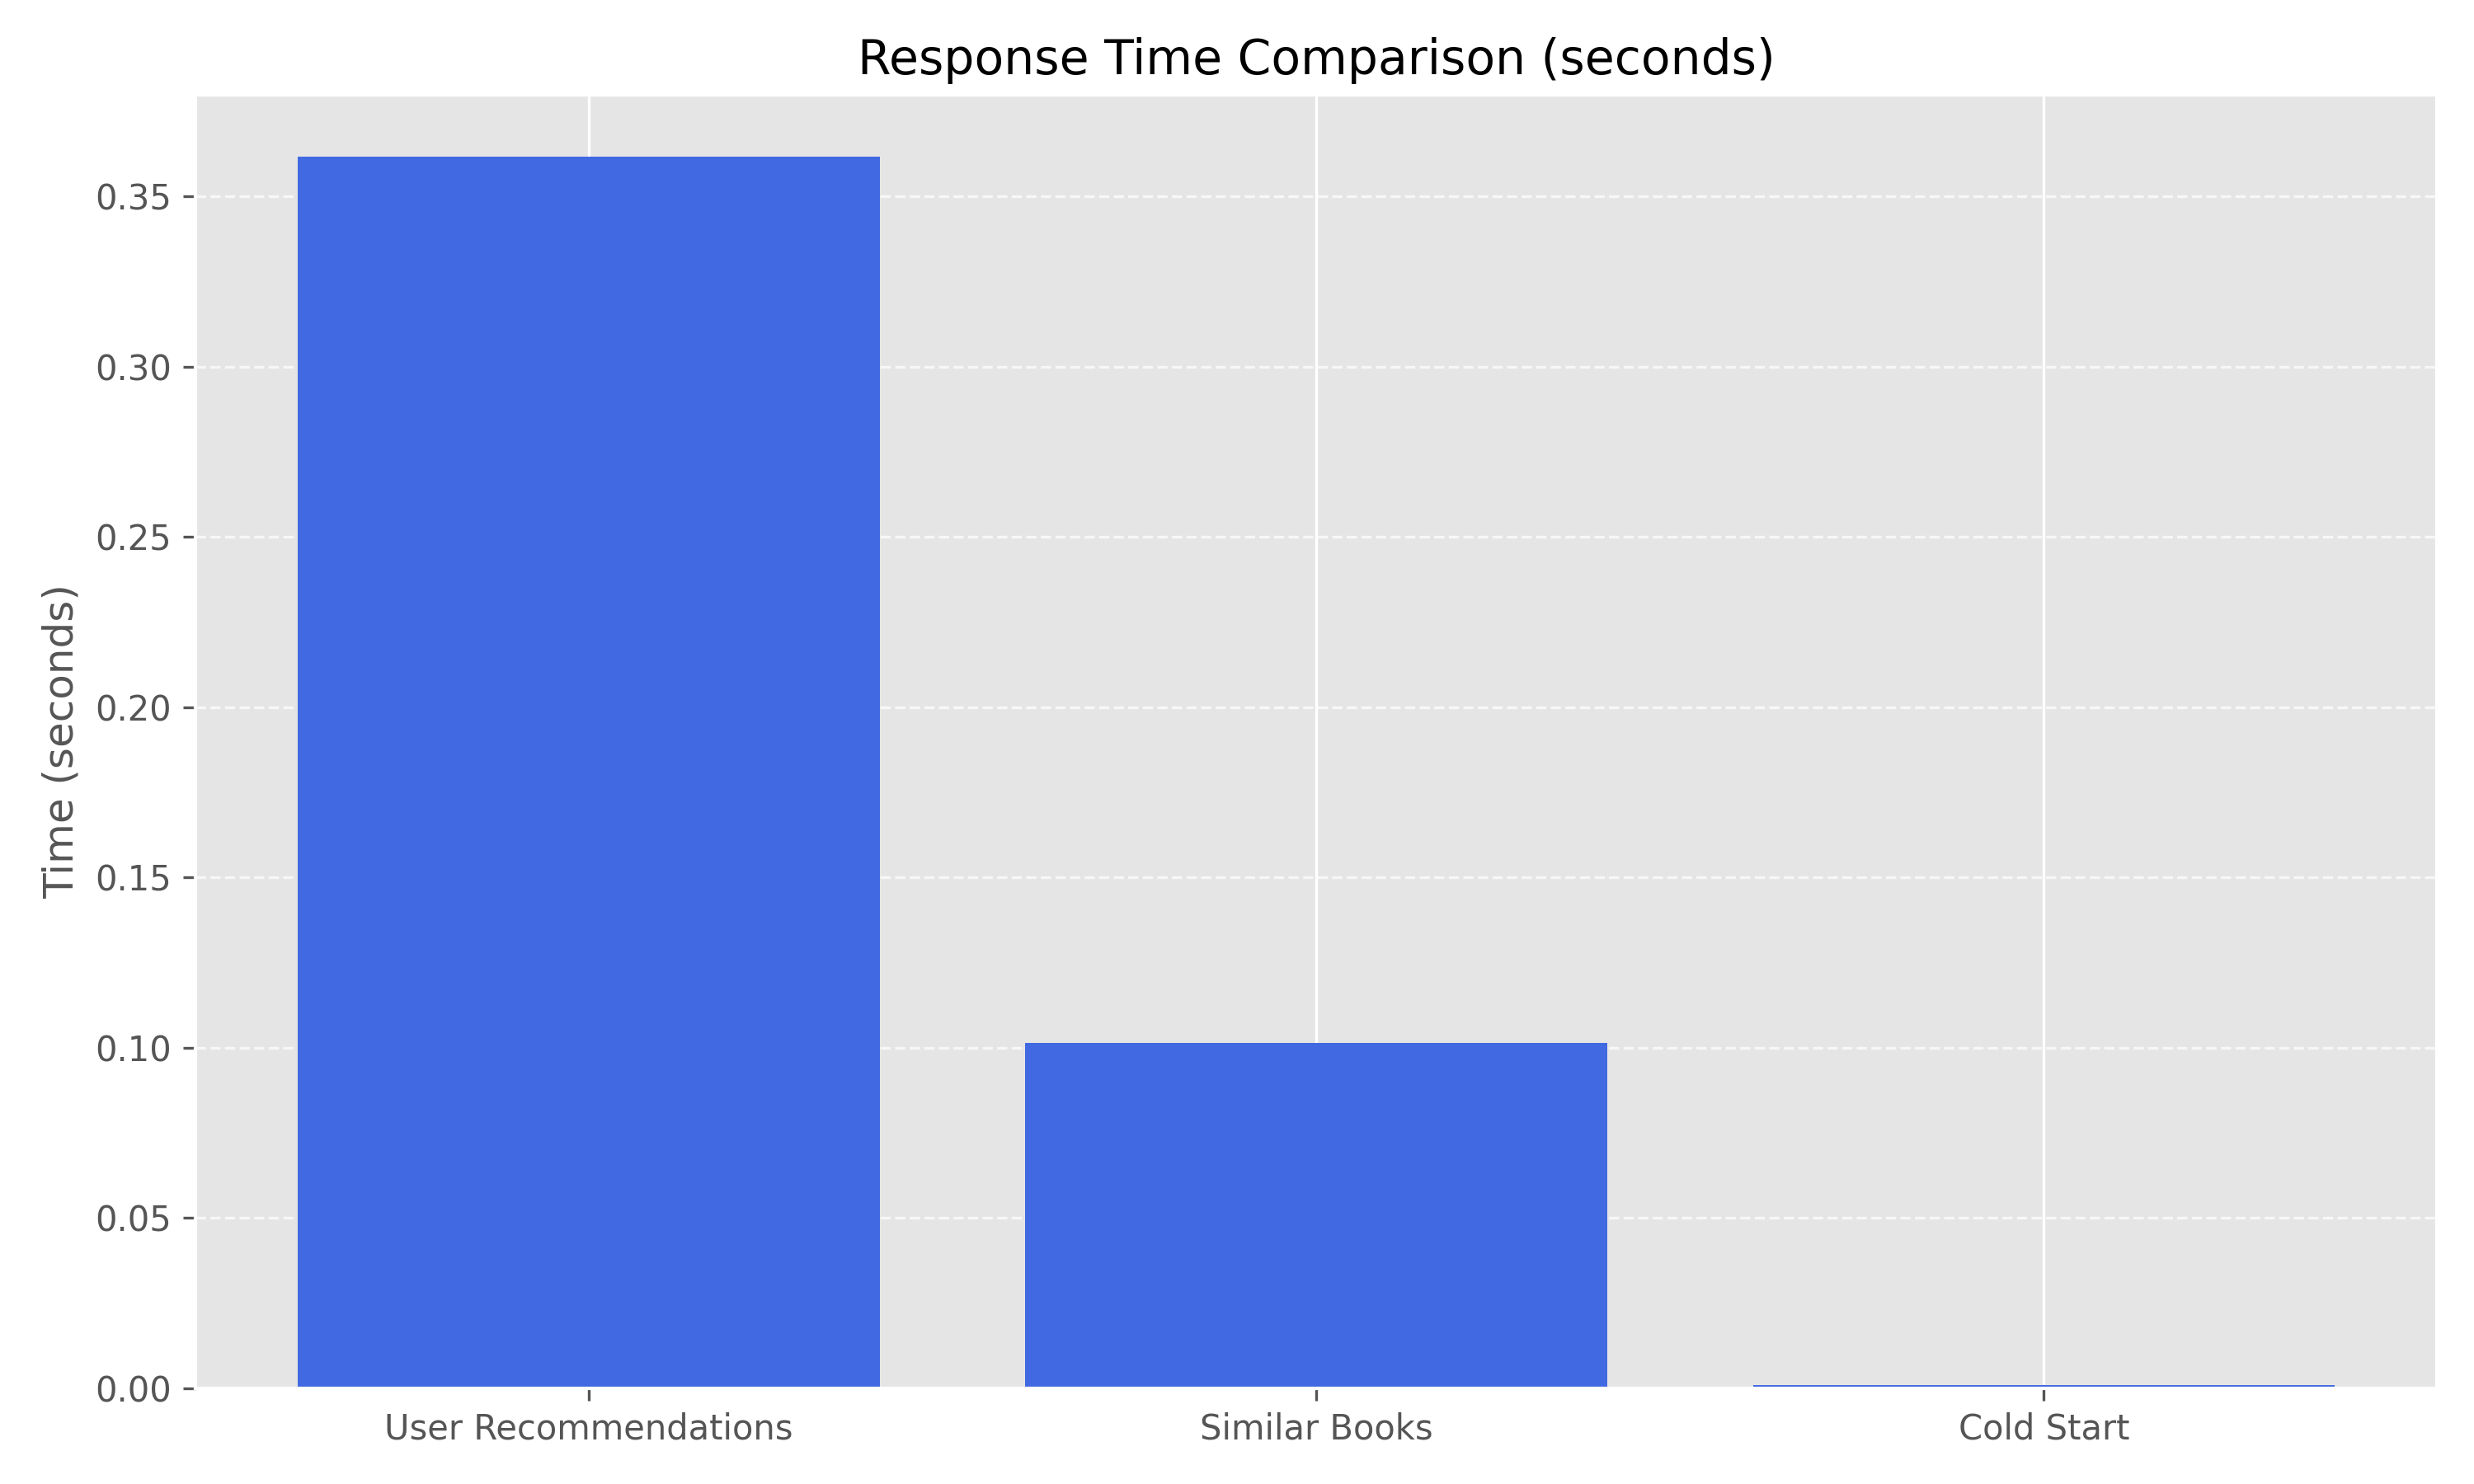 Response Time Comparison (seconds)
Time (seconds)
0.35
0.30
0.25
0.20
0.15
0.10
0.05
0.00
User Recommendations
Similar Books
Cold Start